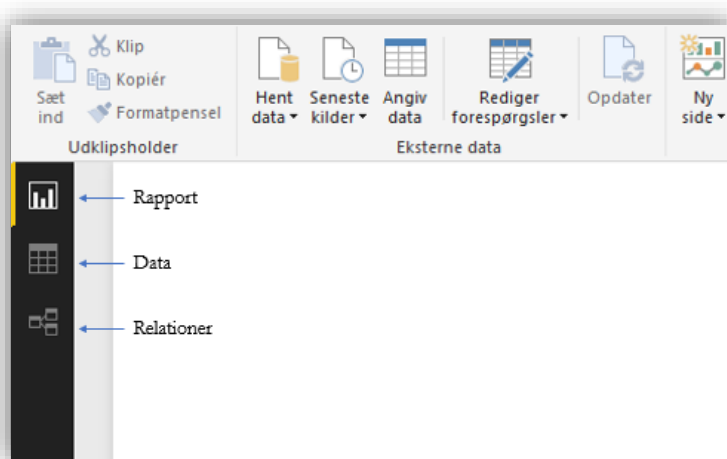 Klip
Kopiér
Formatpensel
Sæt
ind
Udklipsholder
Hent
data
Seneste
kilder
Angiv
data
Rediger
forespørgsler
Opdater
Eksterne data
Ny
side
Rapport
Data
Relationer